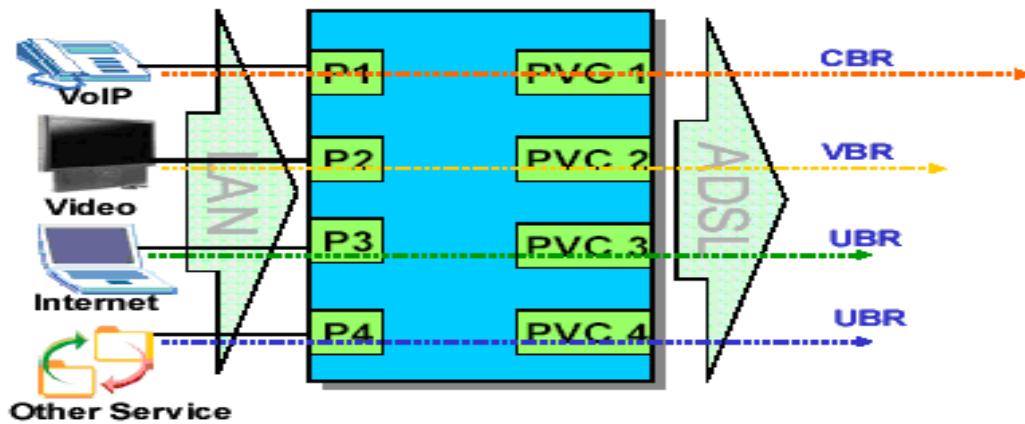 P1
PVC 1
CBR
VoIP
P2
PVC 2
VBR
Video
LAN
ADSL
P3
PVC 3
UBR
Internet
P4
PVC 4
UBR
Other Service